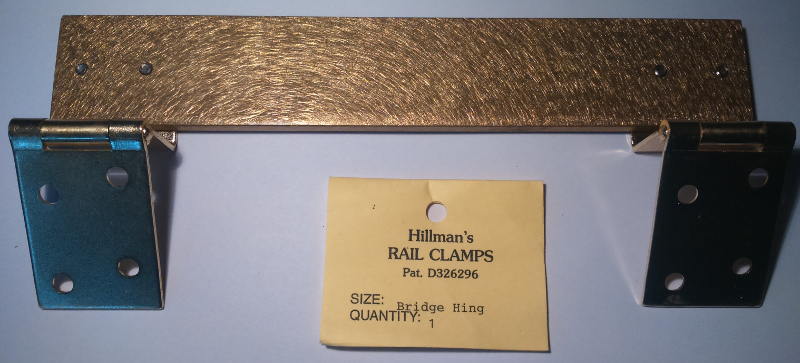 Hillman's
RAIL CLAMPS
Pat. D326296
SIZE: Bridge Hing
QUANTITY: 1